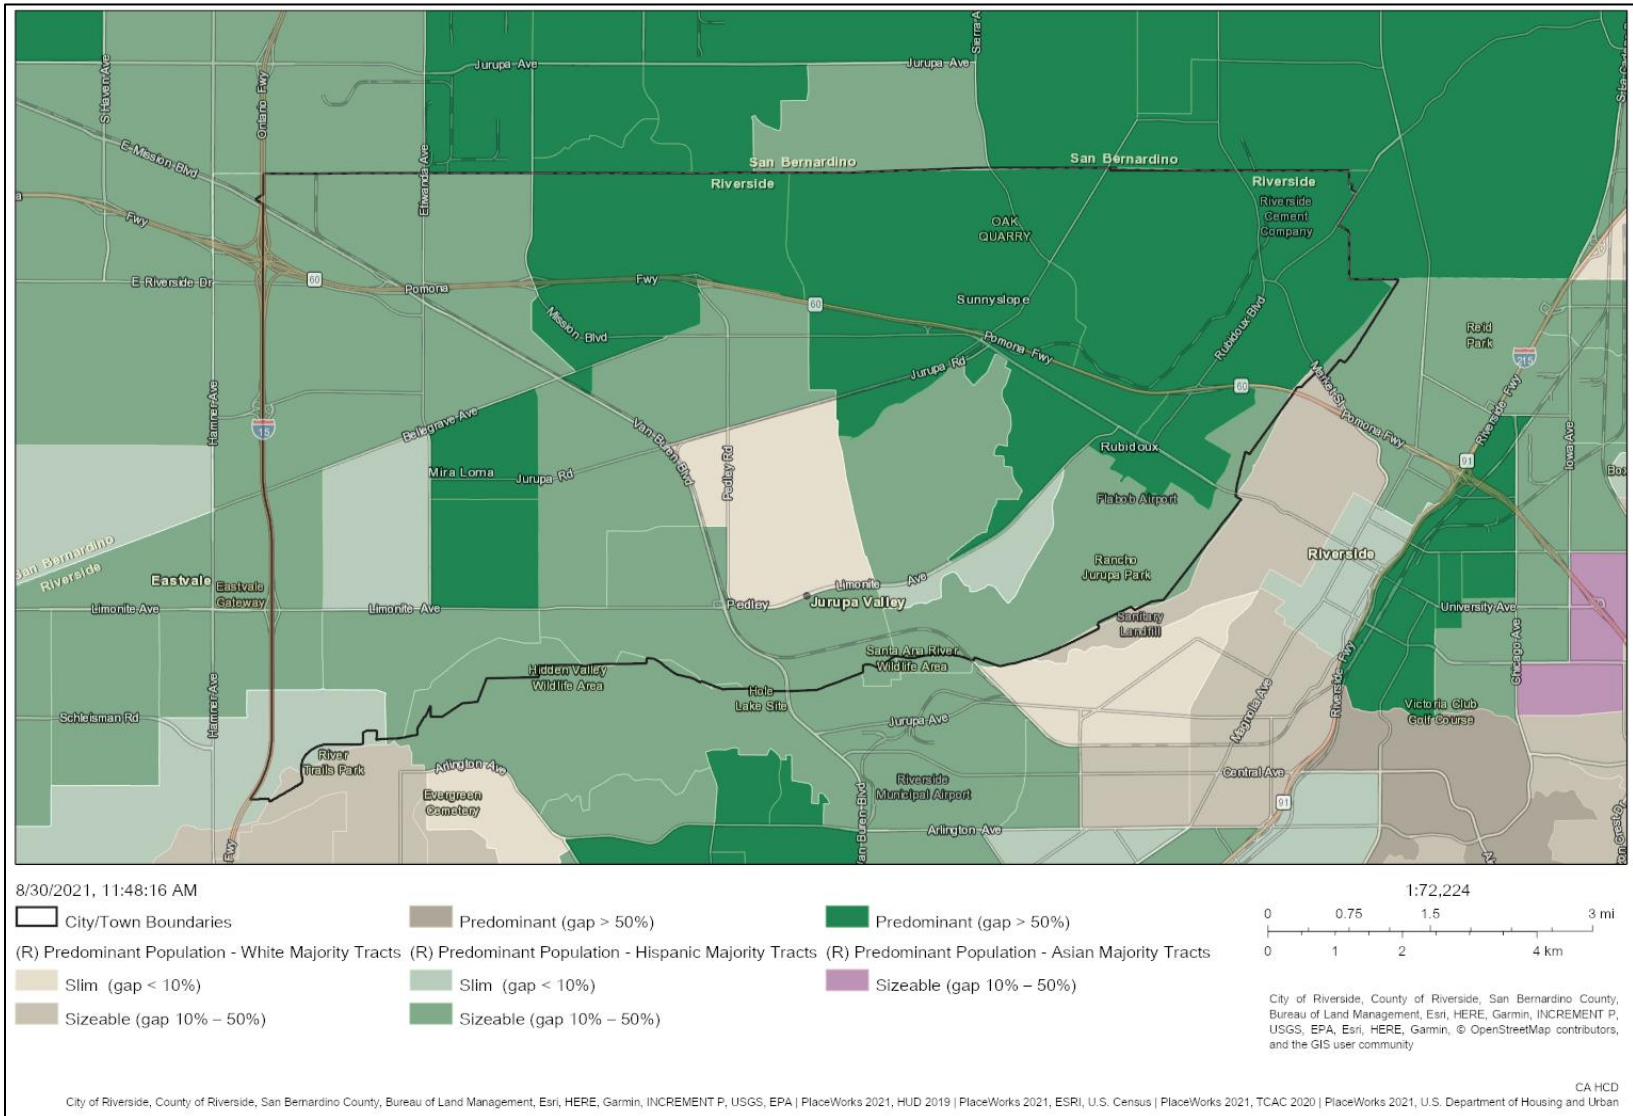 Jurupa Ave
Jurupa Ave
Sierra A
S Haven Ave
Ontario Fwy
S La Cad
E-Mission-Blvd
Etiwanda Ave
San Bernardino
San Bernardino
Riverside
Riverside
Riverside
Cement
Company
OAK
QUARRY
a
Fwy
E Riverside Dr
60
Pomona
Fwy
60
Sunnyslope
Mission-Blvd
Pomona Fwy
Rubidoux Blvd
Reid
Park
215
Jurupa Rd
60
Market St
Riverside Fwy
Hamner Ave
15
Bellegrave Ave
Van-Buren Blvd
Pomona-Fwy
Iowa Ave
Mira Loma
Jurupa Rd
Pedley Rd
Rubidoux
91
Box
Flabob Airport
San Bernardino
Riverside
Eastvale
Eastvale
Gateway
Riverside
Rancho
Jurupa Park
Limonite Ave
Limonite Ave
Pedley
Limonite Ave
Jurupa Valley
Sanitary
Landfill
University Ave
Chicago Ave
Santa Ana River
Wildlife Area
Hidden Valley
Wildlife Area
Hole
Lake Site
Hamner Ave
Schleisman Rd
Jurupa-Ave
Magnolia Ave
Riverside Fwy
Victoria Club
Golf Course
River
Trails Park
Arlington Ave
Evergreen
Cemetery
Riverside
Municipal Airport
Central Ave
91
Van-Buren Blvd
Arlington Ave
Fwy
on Crest Dr
8/30/2021, 11:48:16 AM
City/Town Boundaries
(R) Predominant Population - White Majority Tracts
Slim (gap < 10%)
Sizeable (gap 10% – 50%)
Predominant (gap > 50%)
(R) Predominant Population - Hispanic Majority Tracts
Slim (gap < 10%)
Sizeable (gap 10% – 50%)
Predominant (gap > 50%)
(R) Predominant Population - Asian Majority Tracts
Sizeable (gap 10% – 50%)
1:72,224
0 0.75 1.5 3 mi
0 1 2 4 km
City of Riverside, County of Riverside, San Bernardino County,
Bureau of Land Management, Esri, HERE, Garmin, INCREMENT P,
USGS, EPA, Esri, HERE, Garmin, © OpenStreetMap contributors,
and the GIS user community
CA HCD
City of Riverside, County of Riverside, San Bernardino County, Bureau of Land Management, Esri, HERE, Garmin, INCREMENT P, USGS, EPA | PlaceWorks 2021, HUD 2019 | PlaceWorks 2021, ESRI, U.S. Census | PlaceWorks 2021, TCAC 2020 | PlaceWorks 2021, U.S. Department of Housing and Urban